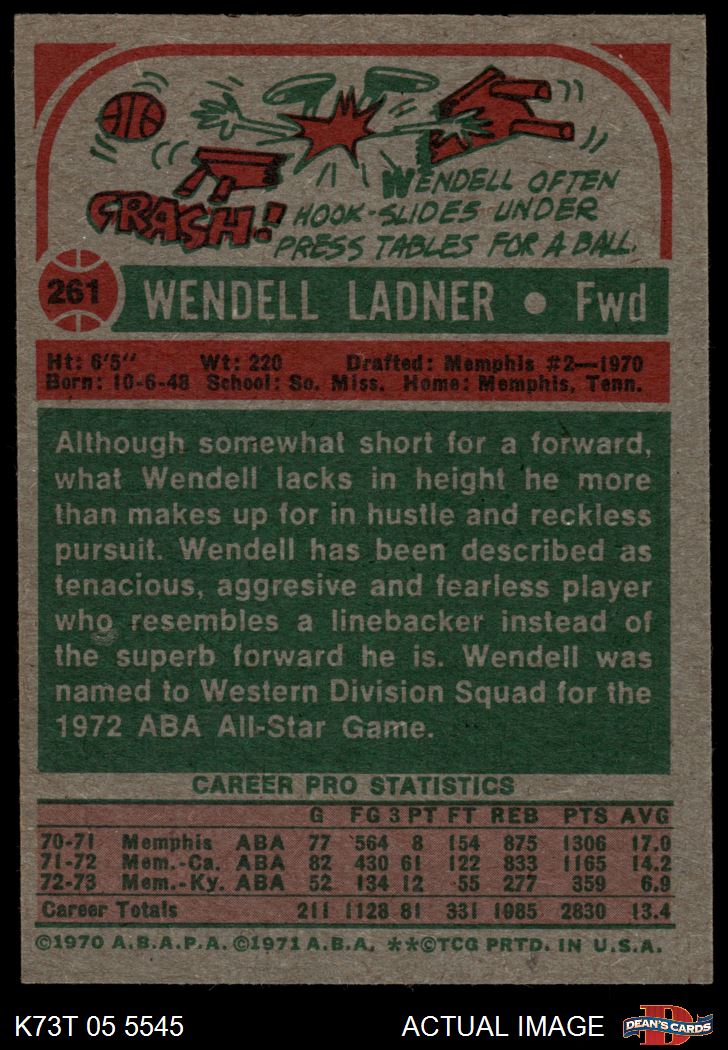 WENDELL OFTEN
HOOK-SLIDES UNDER
PRESS TABLES FOR A BALL.
CRASH!
261 WENDELL LADNER • Fwd
Ht: 6'5" Wt: 220 Drafted: Memphis #2—1970
Born: 10-6-48 School: So. Miss. Home: Memphis, Tenn.
Although somewhat short for a forward,
what Wendell lacks in height he more
than makes up for in hustle and reckless
pursuit. Wendell has been described as
tenacious, aggresive and fearless player
who resembles a linebacker instead of
the superb forward he is. Wendell was
named to Western Division Squad for the
1972 ABA All-Star Game.
CAREER PRO STATISTICS
G FG 3 PT FT REB PTS AVG
70-71 Memphis ABA 77 564 8 154 875 1306 17.0
71-72 Mem.-Ca. ABA 82 430 61 122 833 1165 14.2
72-73 Mem.-Ky. ABA 52 134 12 55 277 359 6.9
Career Totals 211 1128 81 331 1985 2830 13.4
©1970 A.B.A.P.A. ©1971 A.B.A. **©TCG PRTD. IN U.S.A.
K73T 05 5545 ACTUAL IMAGE D DEAN'S CARDS